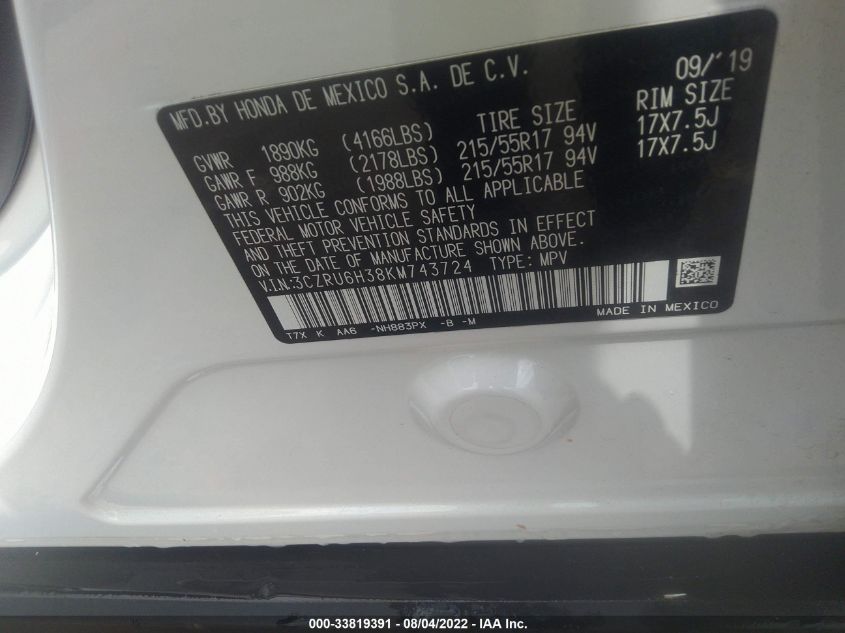 MFD.BY HONDA DE MEXICO S.A. DE C.V. 09/'19
TIRE SIZE RIM SIZE
GVWR 1890KG (4166LBS)
GAWR F 988KG (2178LBS) 215/55R17 94V 17X7.5J
GAWR R 902KG (1988LBS) 215/55R17 94V 17X7.5J
THIS VEHICLE CONFORMS TO ALL APPLICABLE
FEDERAL MOTOR VEHICLE SAFETY
AND THEFT PREVENTION STANDARDS IN EFFECT
ON THE DATE OF MANUFACTURE SHOWN ABOVE.
V.I.N:3CZRU6H38KM743724 TYPE: MPV
T7X K AA6 -NH883PX -B -M
MADE IN MEXICO
000-33819391 - 08/04/2022 - IAA Inc.